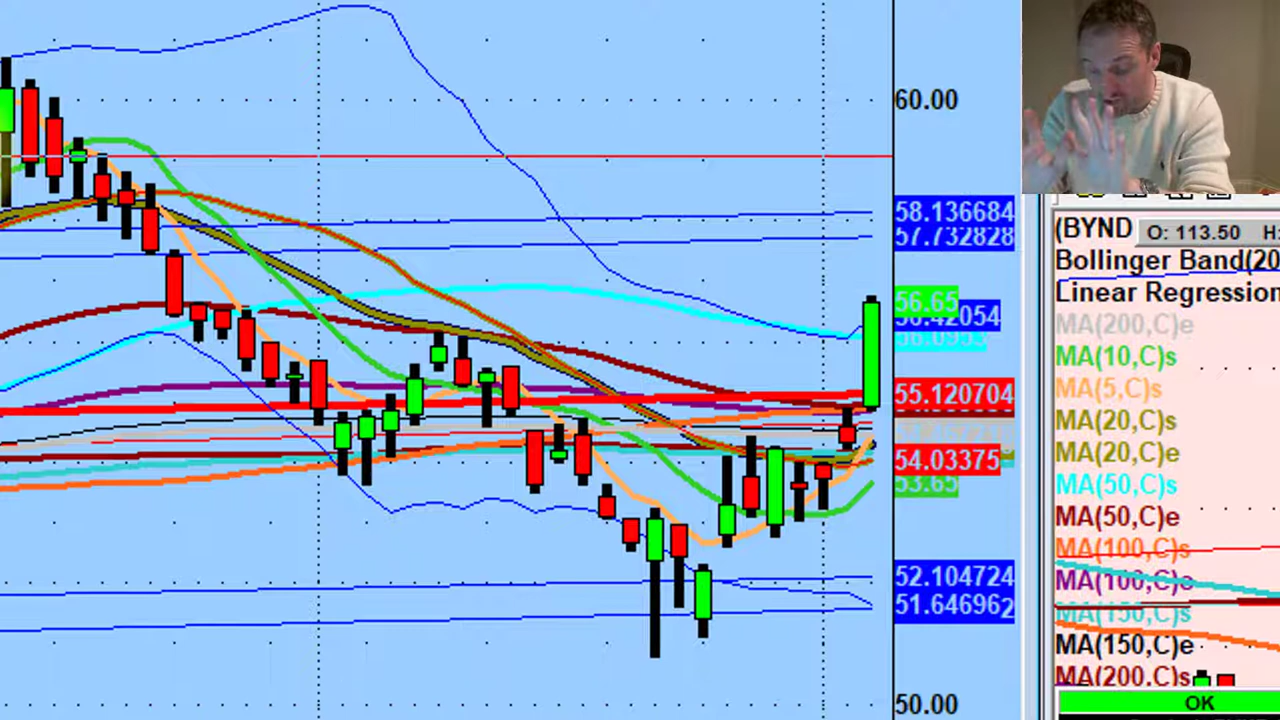 60.00
58.136684
57.732828
56.65
55.120704
54.03375
53.65
52.104724
51.646962
50.00
(BYND
O: 113.50 H:
Bollinger Band(20
Linear Regression
MA(200,C)e
MA(10,C)s
MA(5,C)s
MA(20,C)s
MA(20,C)e
MA(50,C)s
MA(50,C)e
MA(100,C)s
MA(100,C)e
MA(150,C)s
MA(150,C)e
MA(200,C)s
OK